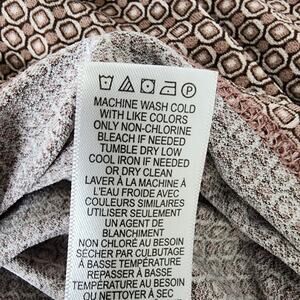 P
MACHINE WASH COLD
WITH LIKE COLORS
ONLY NON-CHLORINE
BLEACH IF NEEDED
TUMBLE DRY LOW
COOL IRON IF NEEDED
OR DRY CLEAN
LAVER À LA MACHINE À
L'EAU FROIDE AVEC
COULEURS SIMILAIRES
UTILISER SEULEMENT
UN AGENT DE
BLANCHIMENT
NON CHLORÉ AU BESOIN
SÉCHER PAR CULBUTAGE
À BASSE TEMPÉRATURE
REPASSER À BASSE
TEMPÉRATURE AU BESOIN
OU NETTOYER À SEC